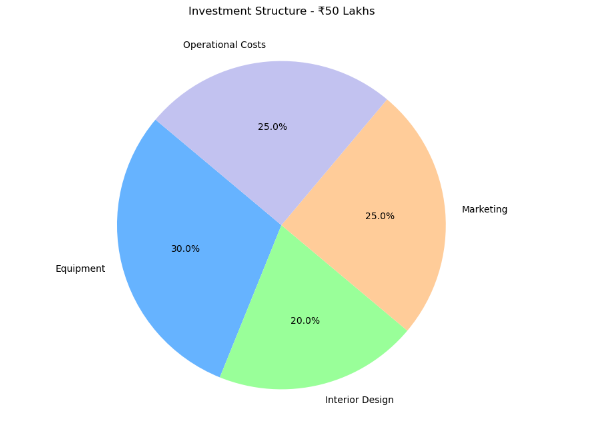 Investment Structure - ₹50 Lakhs
Operational Costs
25.0%
Marketing
25.0%
Equipment
30.0%
Interior Design
20.0%